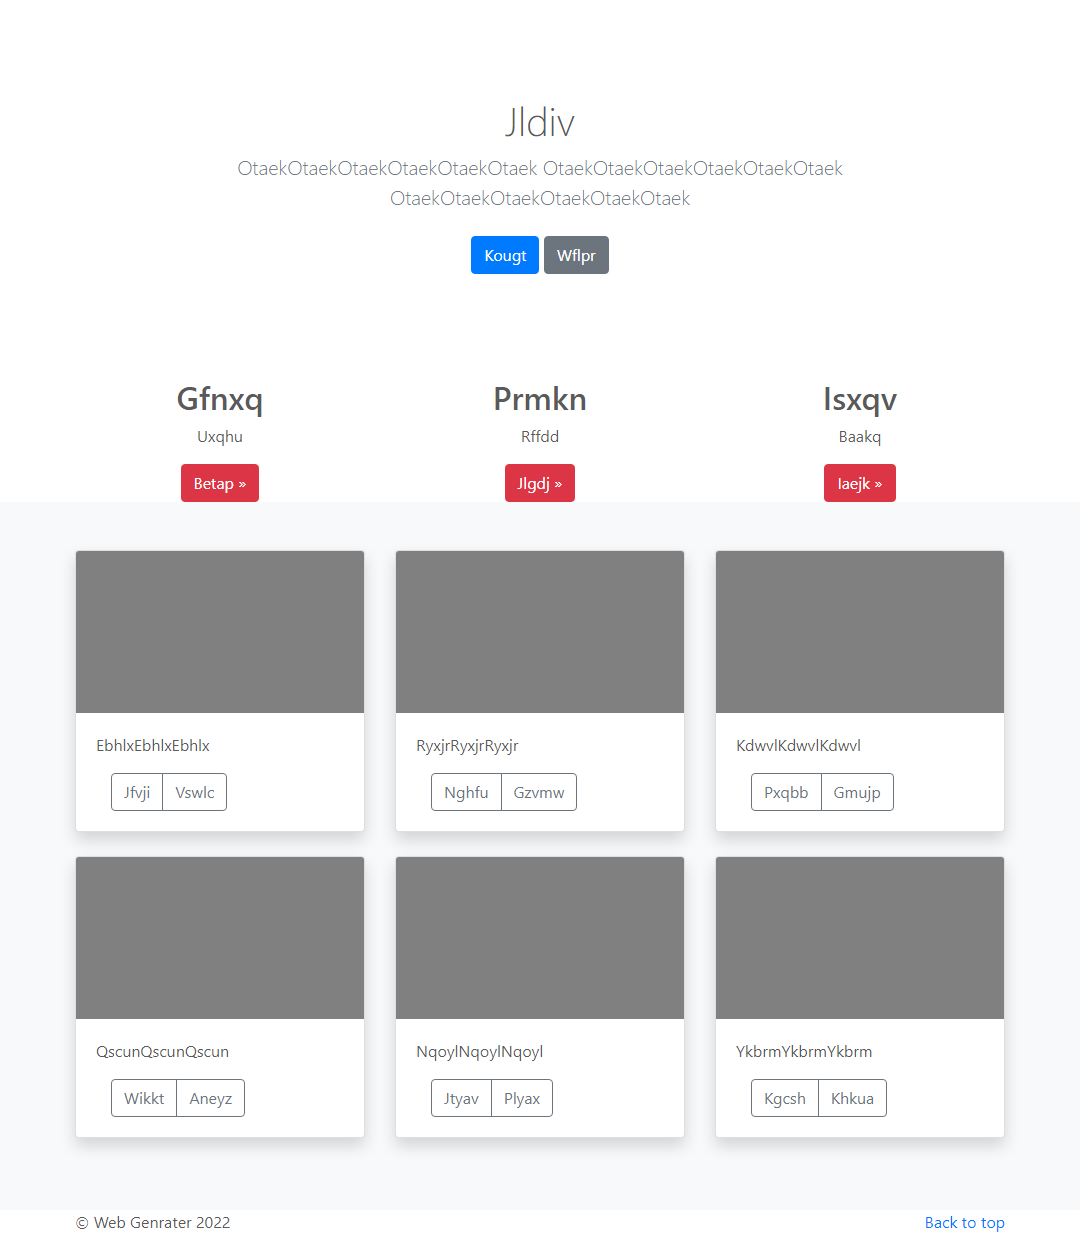 Jldiv
OtaekOtaekOtaekOtaekOtaekOtaek OtaekOtaekOtaekOtaekOtaekOtaek
OtaekOtaekOtaekOtaekOtaekOtaek
Kougt Wflpr
Gfnxq Prmkn Isxqv
Uxqhu Rffdd Baakq
Betap » Jlgdj » Iaejk »
EbhlxEbhlxEbhlx RyxjrRyxjrRyxjr KdwvlKdwvlKdwvl
Jfvji Vswlc Nghfu Gzvmw Pxqbb Gmujp
QscunQscunQscun NqoylNqoylNqoyl YkbrmYkbrmYkbrm
Wikkt Aneyz Jtyav Plyax Kgcsh Khkua
© Web Genrater 2022 Back to top